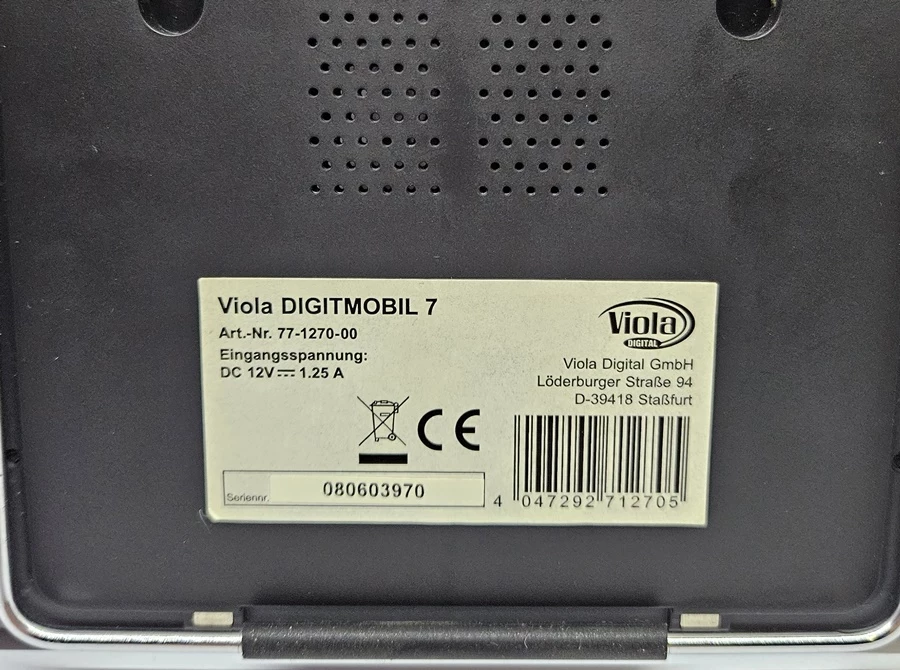 Viola DIGITMOBIL 7
Art.-Nr. 77-1270-00
Eingangsspannung:
DC 12V⎓1.25 A
Viola
DIGITAL
Viola Digital GmbH
Löderburger Straße 94
D-39418 Staßfurt
CE
Seriennr. 080603970
4 047292 712705